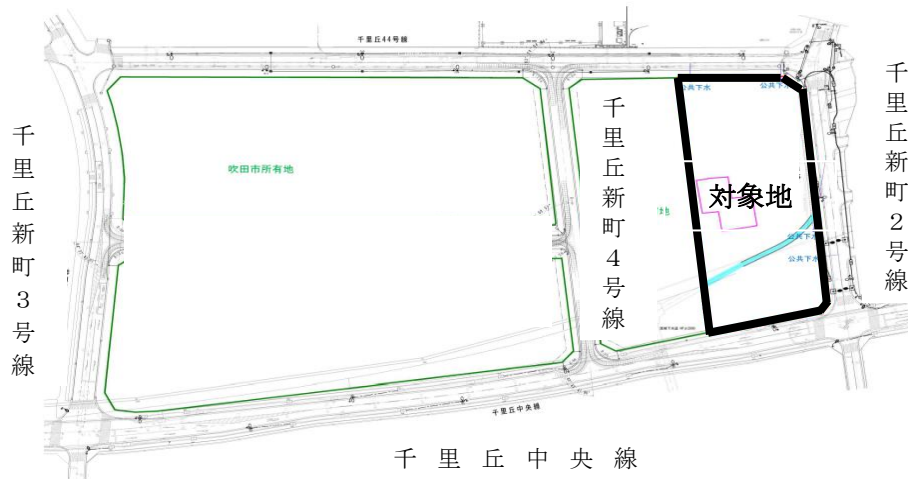 千里丘44号線
公共下水
公共下水
千里丘新町3号線
千里丘新町4号線
千里丘新町2号線
吹田市所有地
対象地
地
公共下水
公共下水
千里丘中央線
千里丘中央線